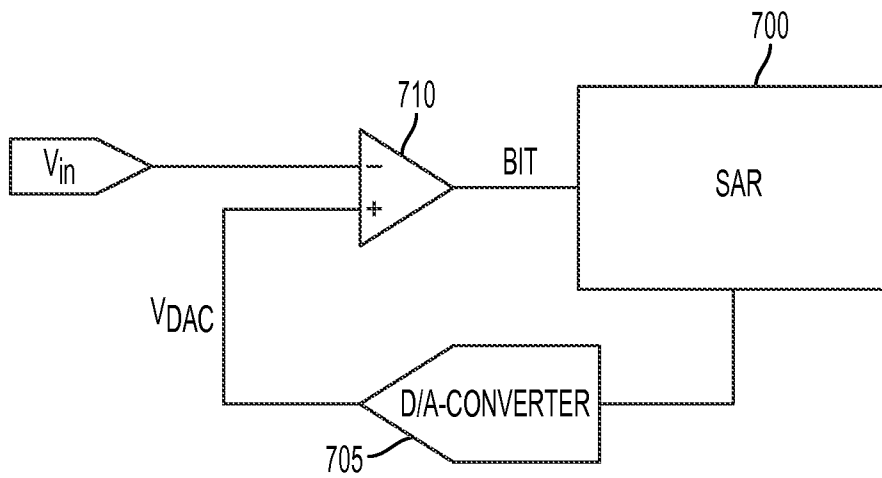 700
710
Vin
−
+
BIT
SAR
VDAC
D/A-CONVERTER
705